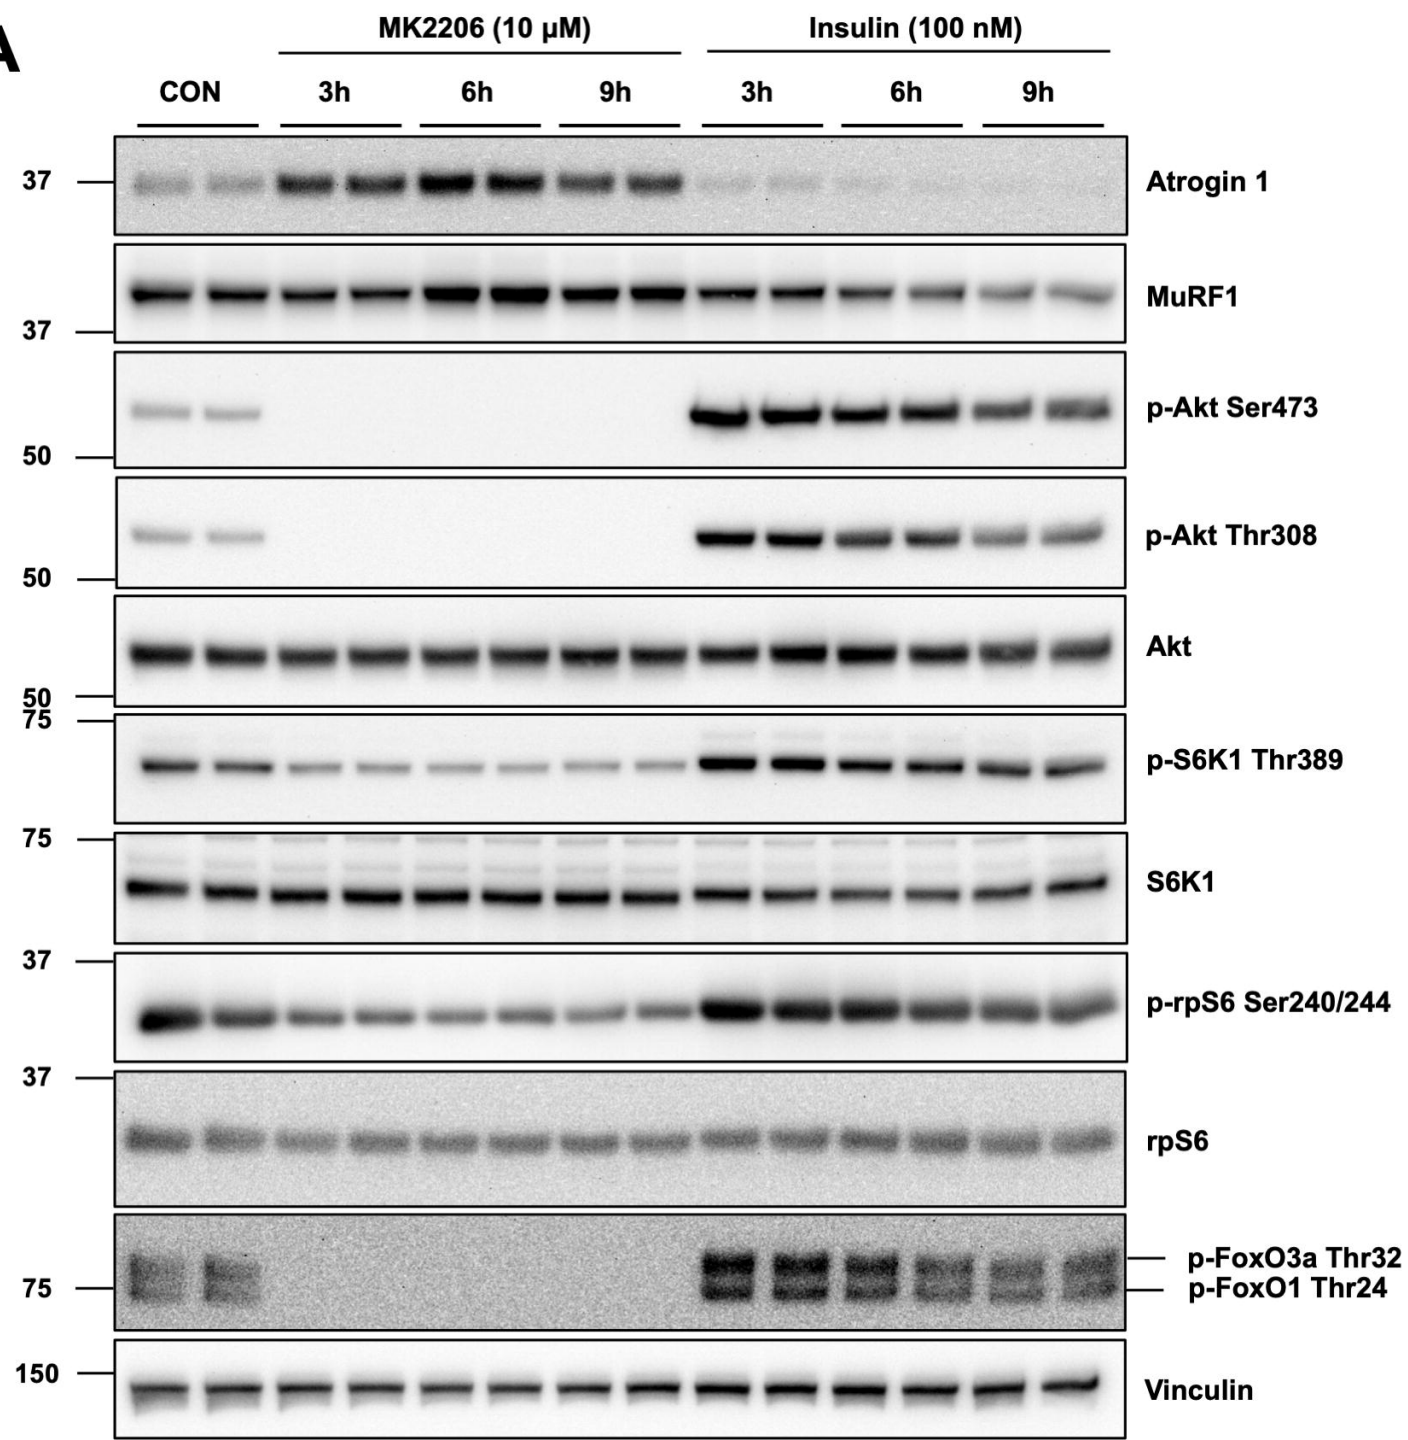 A
MK2206 (10 µM) Insulin (100 nM)
CON 3h 6h 9h 3h 6h 9h
37 Atrogin 1
MuRF1
37
p-Akt Ser473
50
p-Akt Thr308
50
Akt
50
75
p-S6K1 Thr389
75
S6K1
37
p-rpS6 Ser240/244
37
rpS6
p-FoxO3a Thr32
75 p-FoxO1 Thr24
150
Vinculin